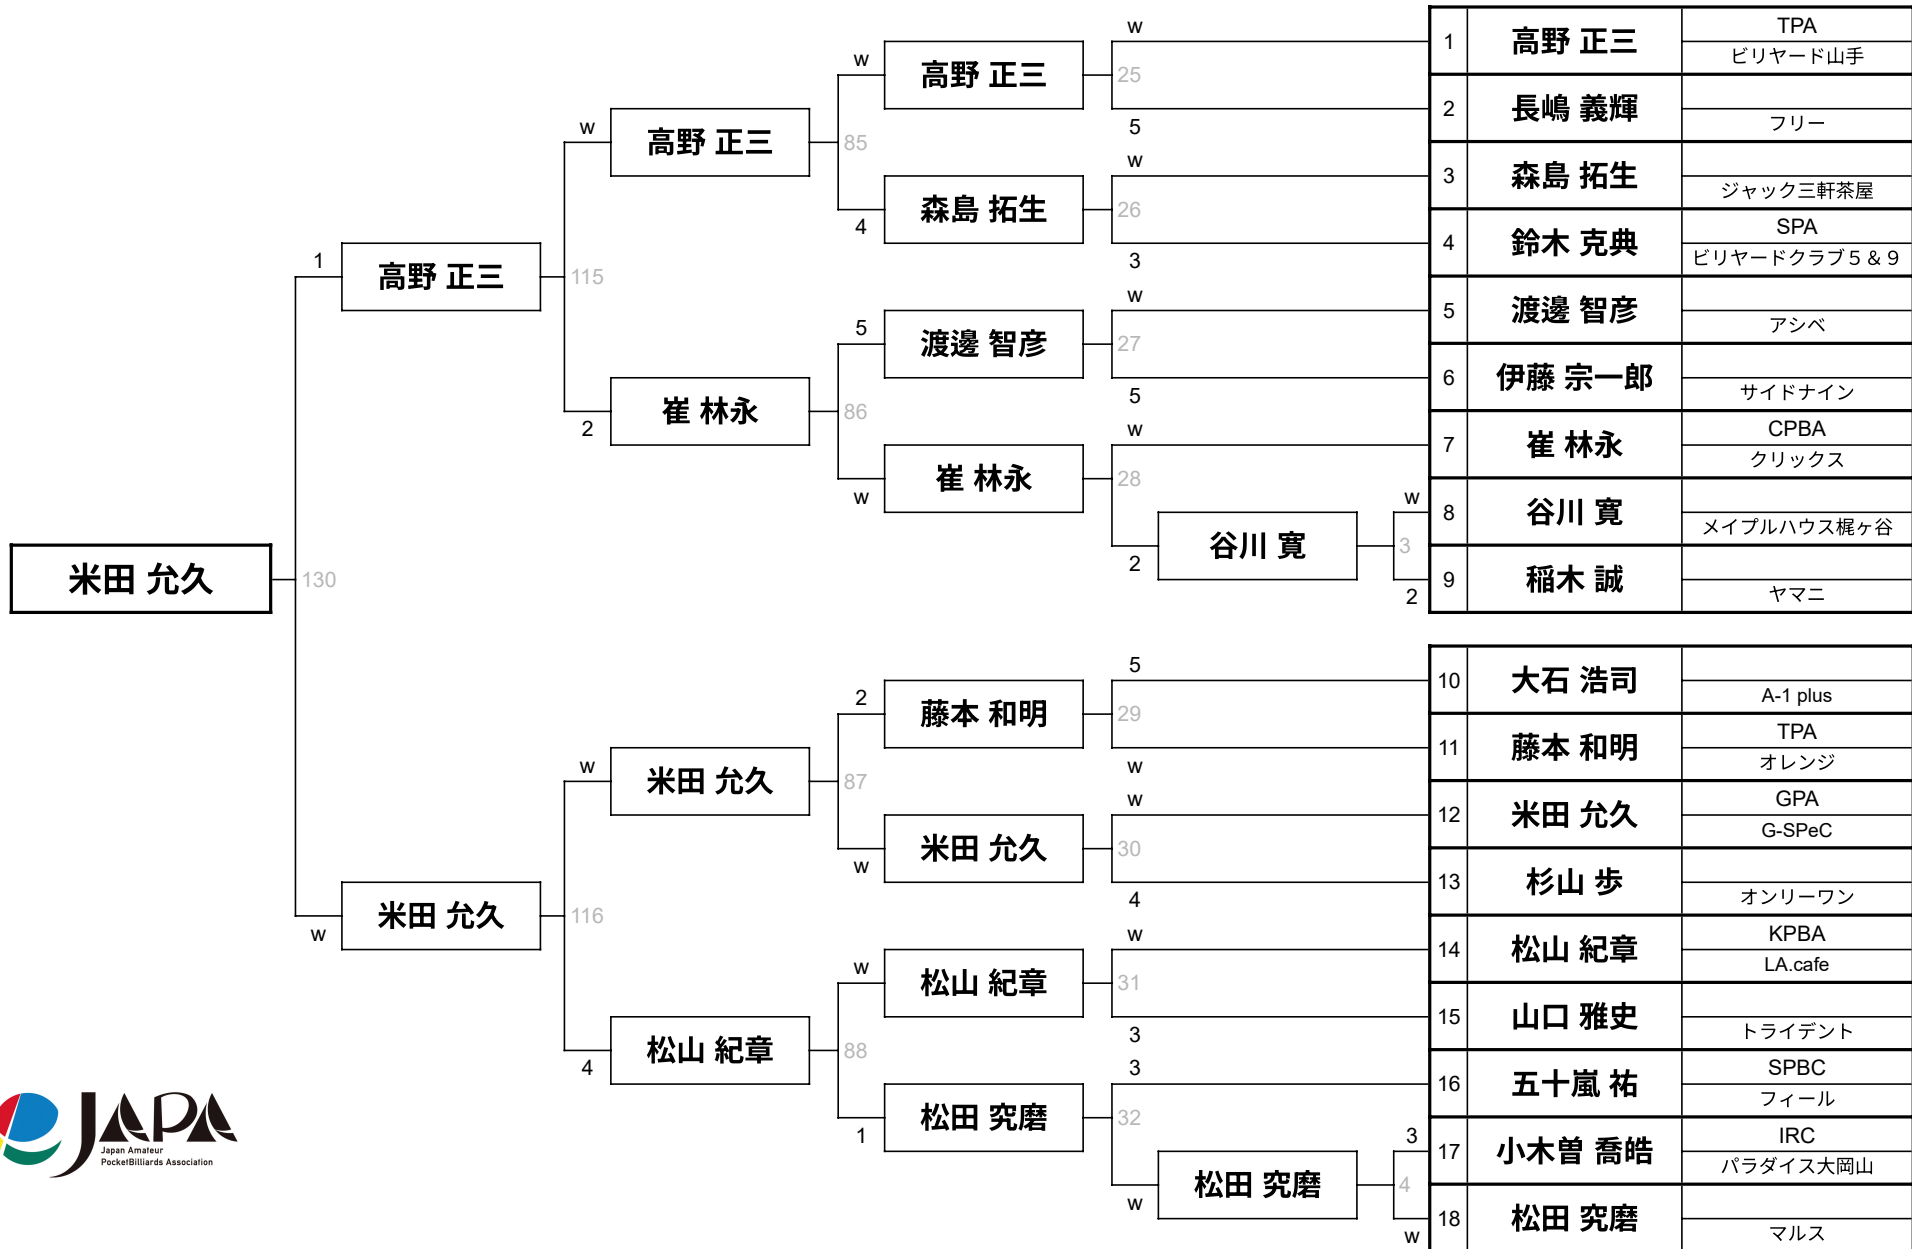 w
1
高野 正三
TPA
ビリヤード山手
w
高野 正三
25
2
長嶋 義輝
フリー
5
w
高野 正三
85
w
3
森島 拓生
ジャック三軒茶屋
森島 拓生
26
4
4
鈴木 克典
SPA
ビリヤードクラブ5&9
3
1
高野 正三
115
w
5
渡邊 智彦
アシベ
5
渡邊 智彦
27
6
伊藤 宗一郎
サイドナイン
5
2
崔 林永
86
w
7
崔 林永
CPBA
クリックス
w
崔 林永
28
w
8
谷川 寛
メイプルハウス梶ヶ谷
2
谷川 寛
3
9
稲木 誠
ヤマニ
2
米田 允久
130
5
10
大石 浩司
A-1 plus
2
藤本 和明
29
11
藤本 和明
TPA
オレンジ
w
w
米田 允久
87
w
12
米田 允久
GPA
G-SPeC
w
米田 允久
30
13
杉山 歩
オンリーワン
4
w
米田 允久
116
w
14
松山 紀章
KPBA
LA.cafe
w
松山 紀章
31
15
山口 雅史
トライデント
3
4
松山 紀章
88
3
16
五十嵐 祐
SPBC
フィール
1
松田 究磨
32
3
17
小木曽 喬皓
IRC
パラダイス大岡山
w
松田 究磨
4
18
松田 究磨
マルス
w
JAPA
Japan Amateur
PocketBilliards Association